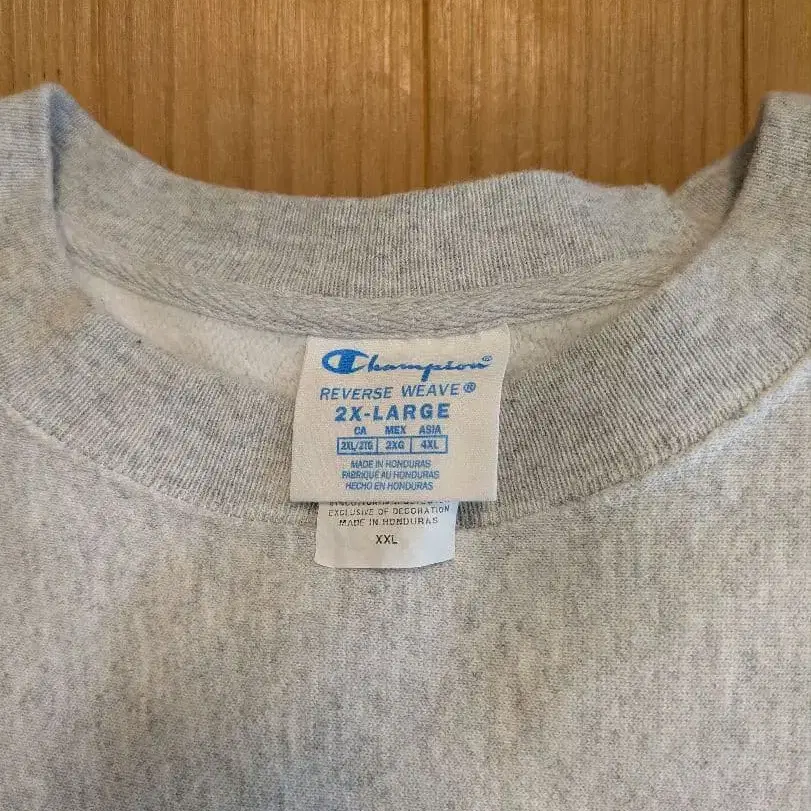 Champion®
REVERSE WEAVE®
2X-LARGE
CA MEX ASIA
2XL/2TG 2XG 4XL
MADE IN HONDURAS
FABRIQUÉ AU HONDURAS
HECHO EN HONDURAS
EXCLUSIVE OF DECORATION
MADE IN HONDURAS
XXL